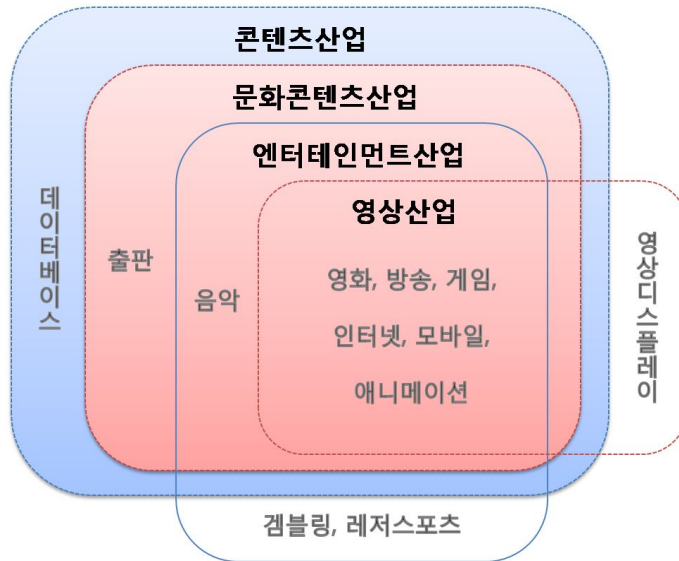 콘텐츠산업
문화콘텐츠산업
엔터테인먼트산업
영상산업
데이터베이스
출판
음악
영화, 방송, 게임,
인터넷, 모바일,
애니메이션
영상디스플레이
겜블링, 레저스포츠